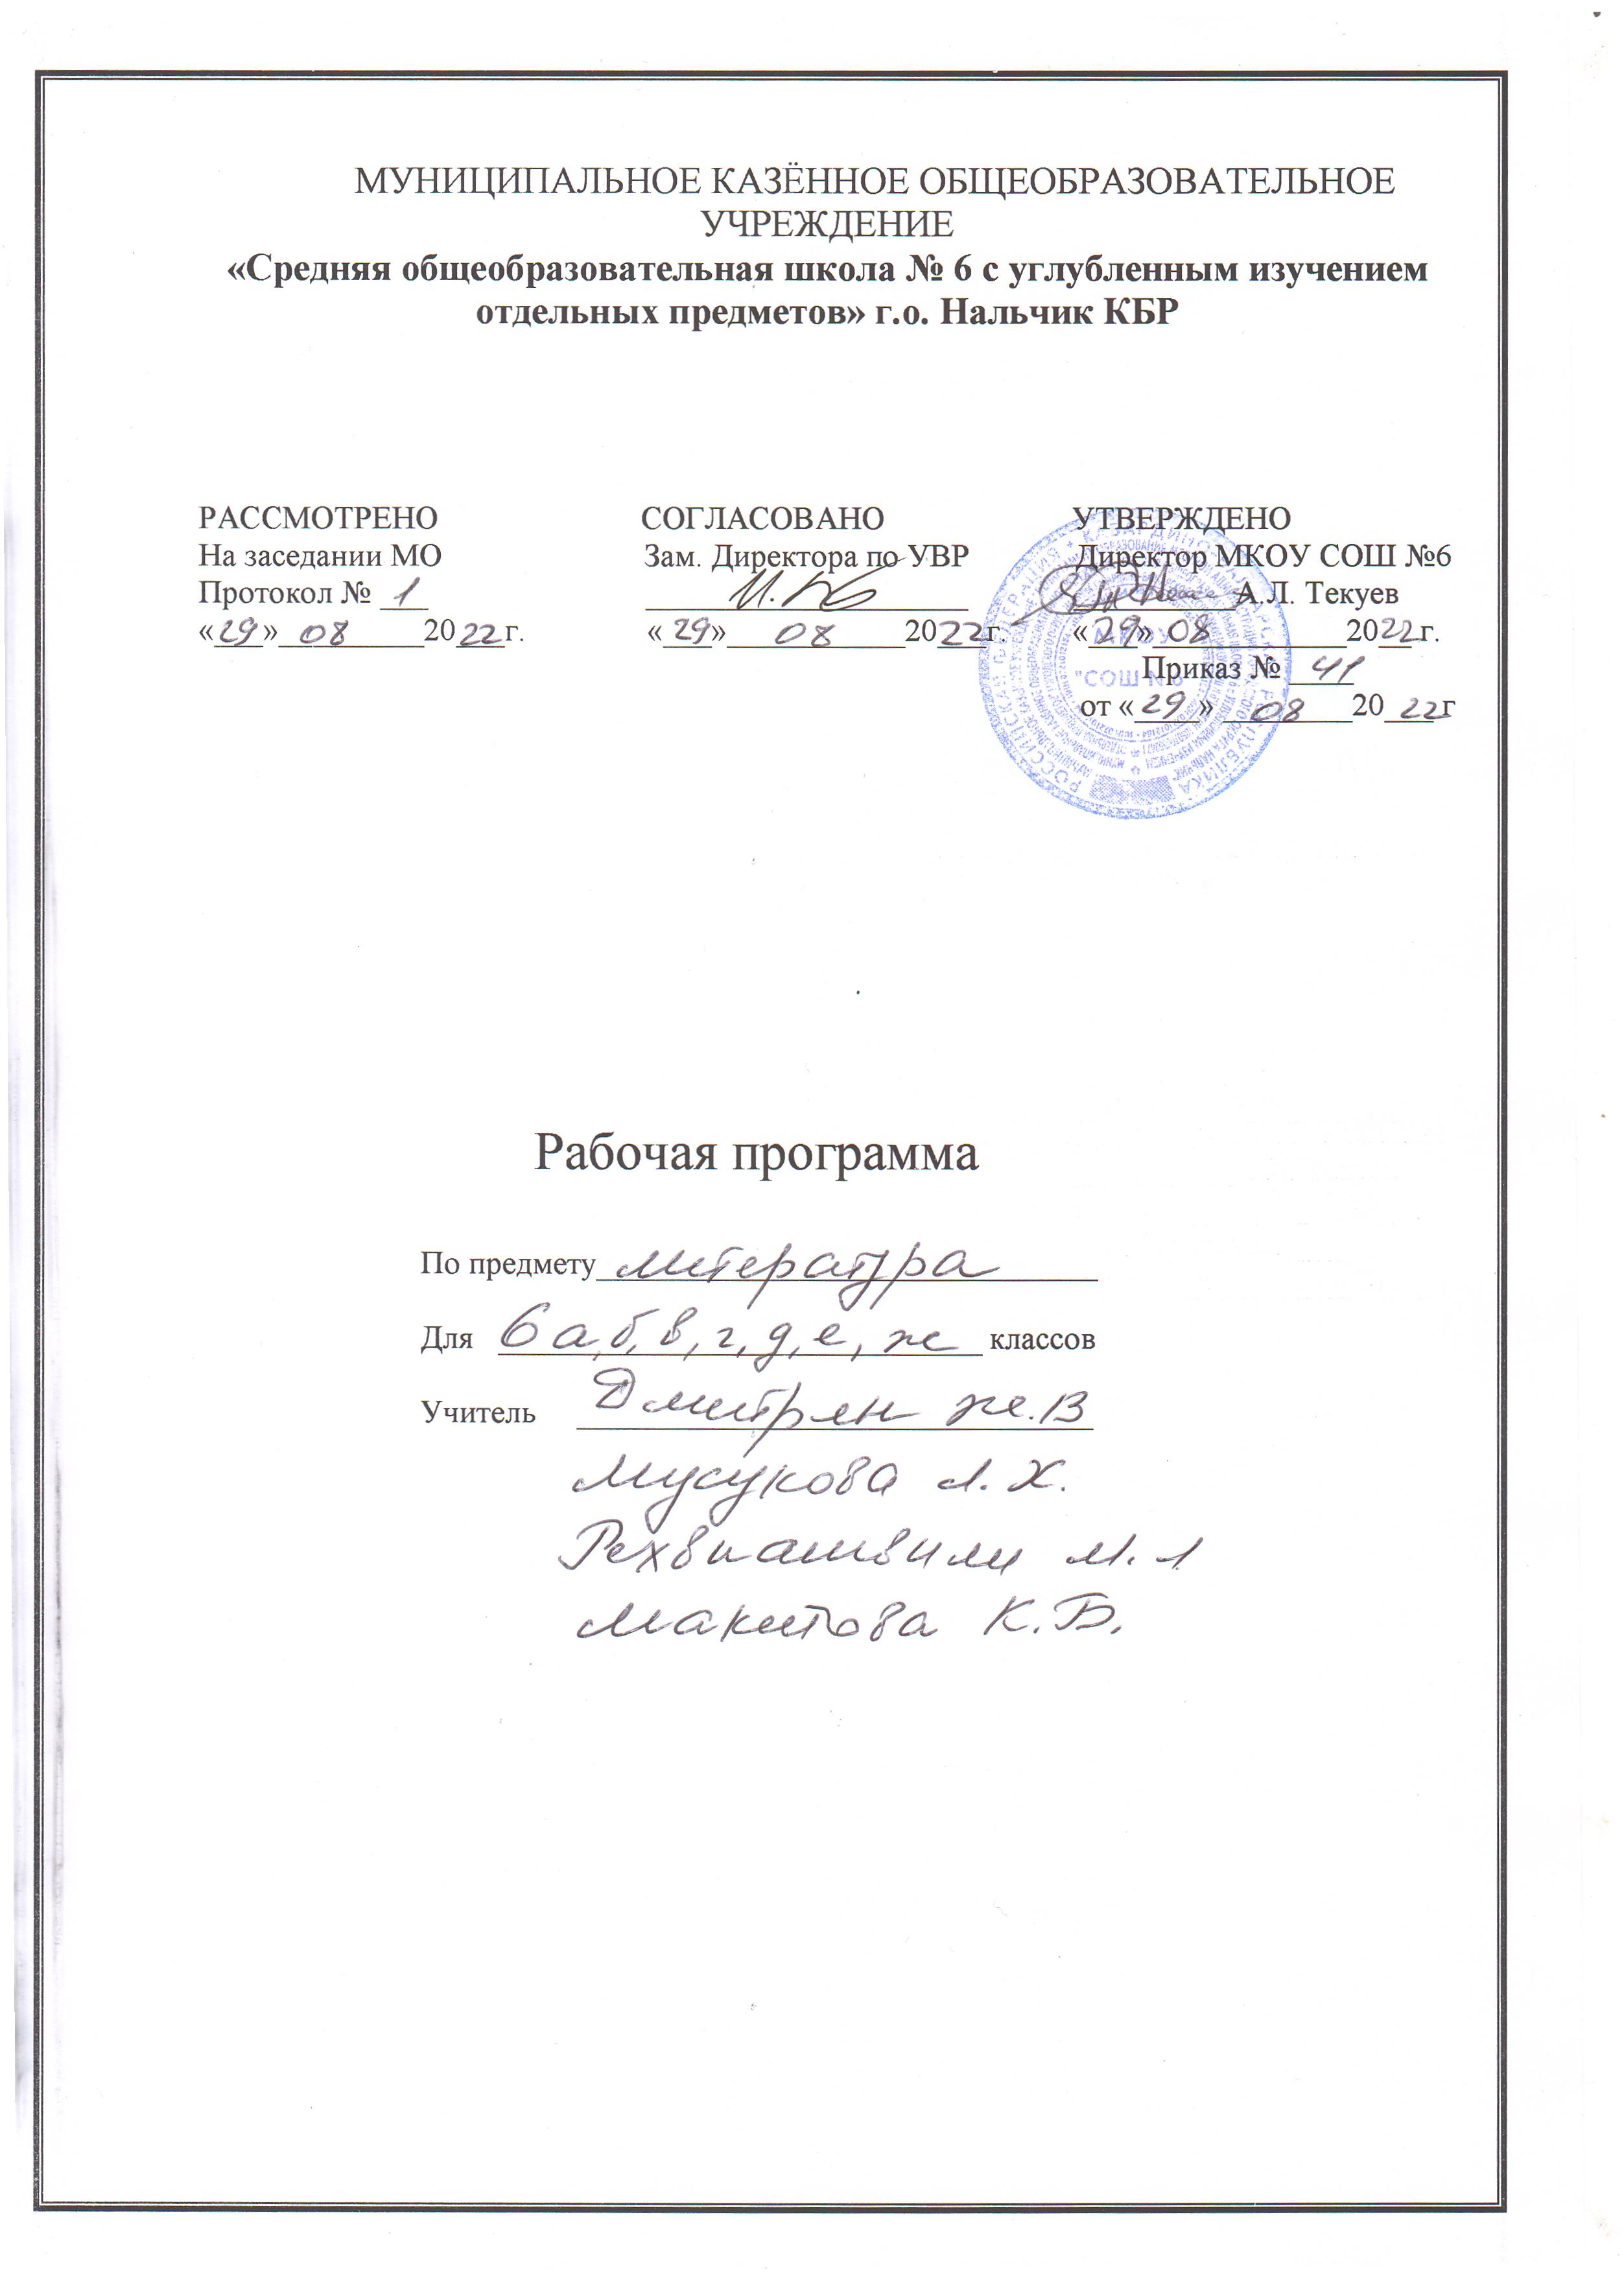 МУНИЦИПАЛЬНОЕ КАЗЁННОЕ ОБЩЕОБРАЗОВАТЕЛЬНОЕ
УЧРЕЖДЕНИЕ
«Средняя общеобразовательная школа № 6 с углубленным изучением
отдельных предметов» г.о. Нальчик КБР
РАССМОТРЕНО
На заседании МО
Протокол № 1
«29» 08 2022 г.
СОГЛАСОВАНО
Зам. Директора по УВР
«29» 08 2022 г.
УТВЕРЖДЕНО
Директор МКОУ СОШ №6
А.Л. Текуев
«29» 08 2022 г.
Приказ № 41
от «29» 08 2022 г
Рабочая программа
По предмету литература
Для 6 а, б, в, г, д, е, ж классов
Учитель Дмитрен Ж.В
Мусукова Л.Х.
Рехвиашвили М.Л
Макитова К.Б.